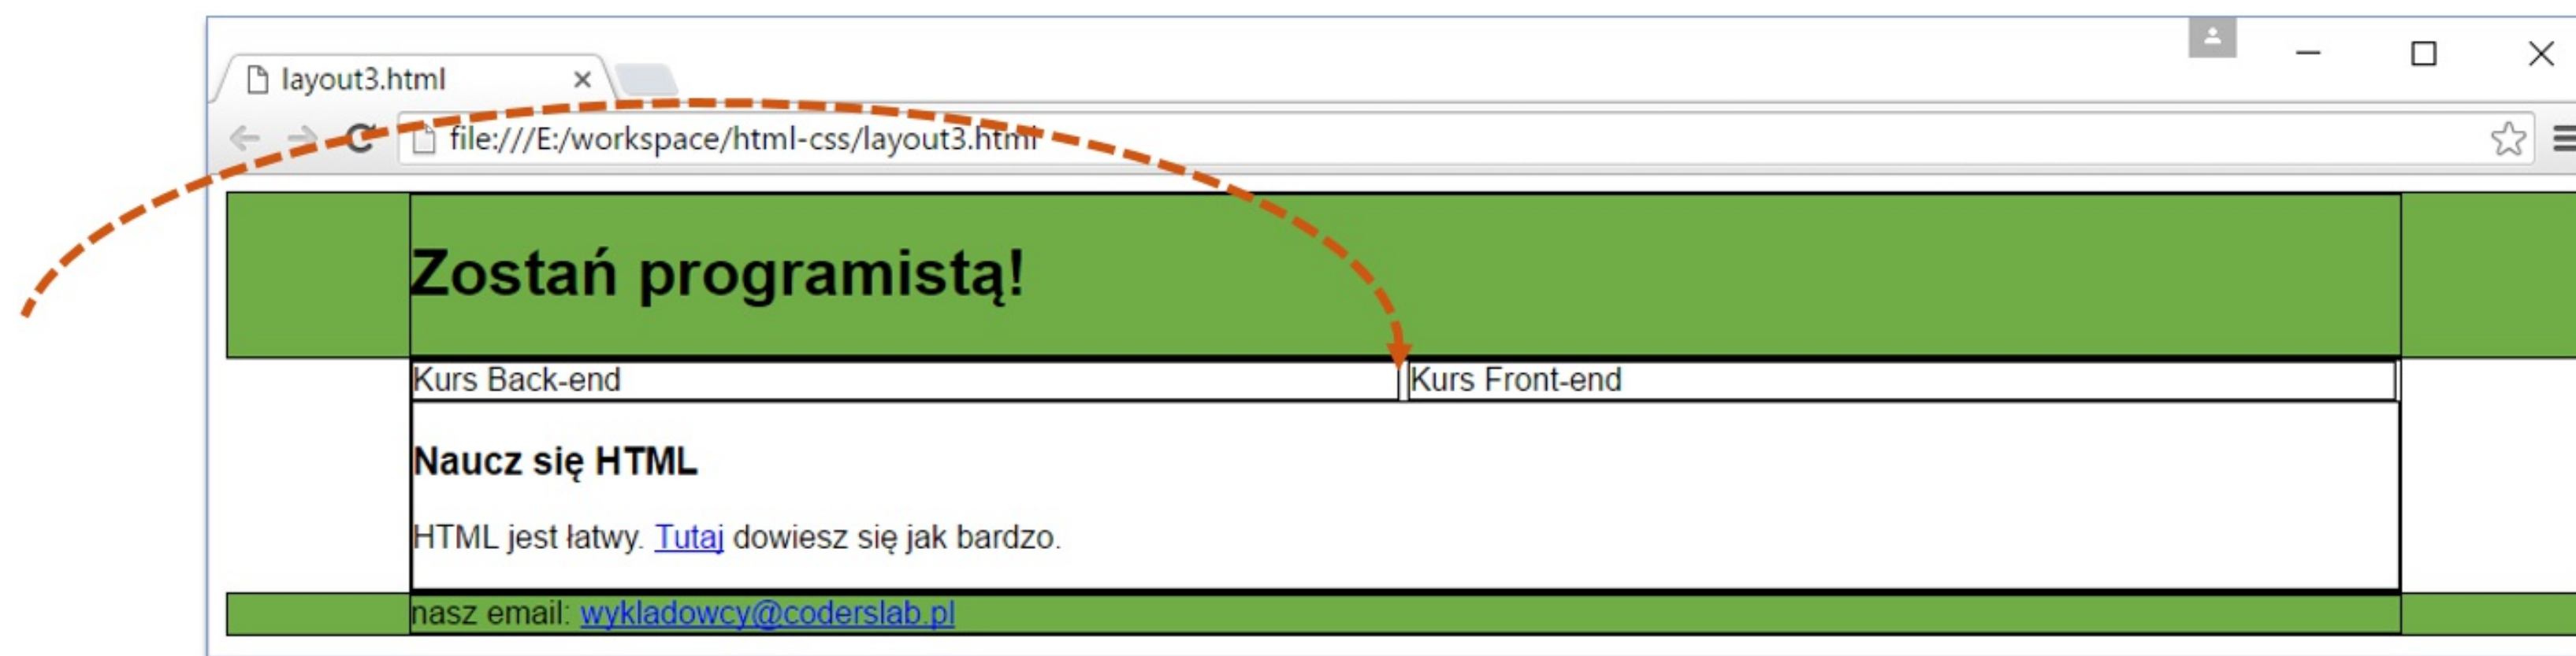 layout3.html
file:///E:/workspace/html-css/layout3.html
Zostań programistą!
Kurs Back-end
Kurs Front-end
Naucz się HTML
HTML jest łatwy. Tutaj dowiesz się jak bardzo.
nasz email: wykladowcy@coderslab.pl